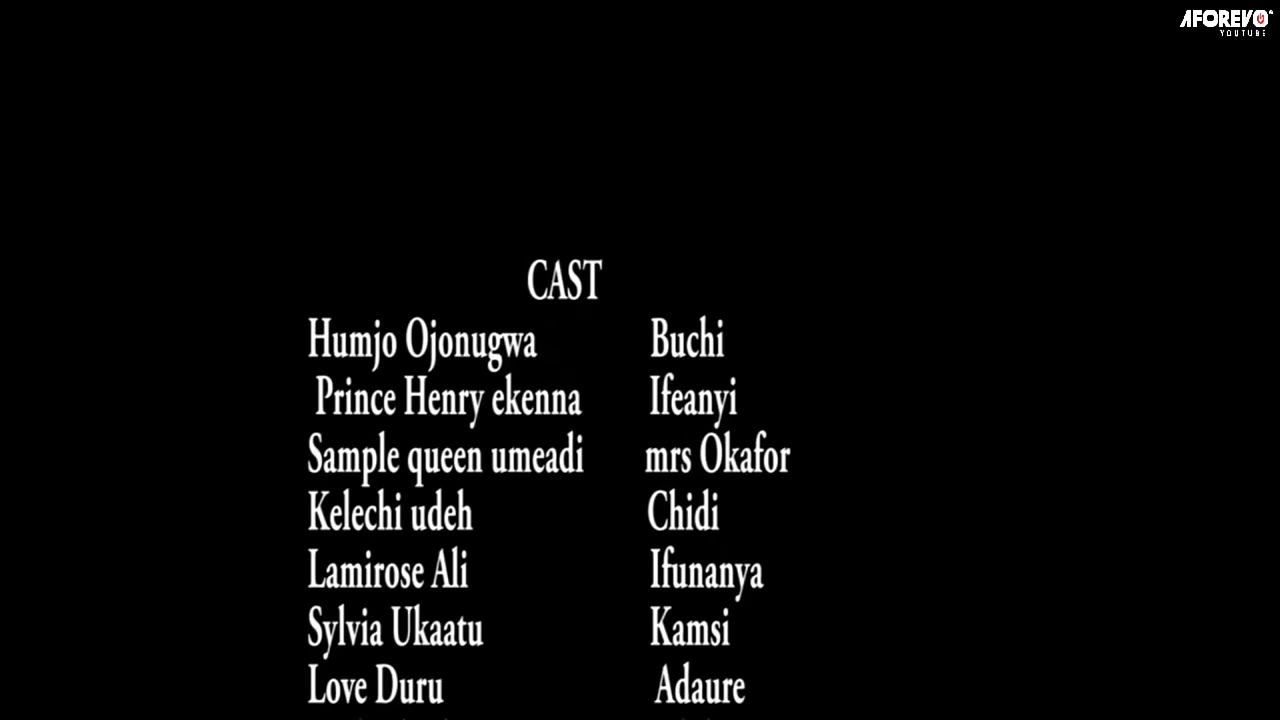 AFOREVO
YOUTUBE
CAST
Humjo Ojonugwa Buchi
Prince Henry ekenna Ifeanyi
Sample queen umeadi mrs Okafor
Kelechi udeh Chidi
Lamirose Ali Ifunanya
Sylvia Ukaatu Kamsi
Love Duru Adaure